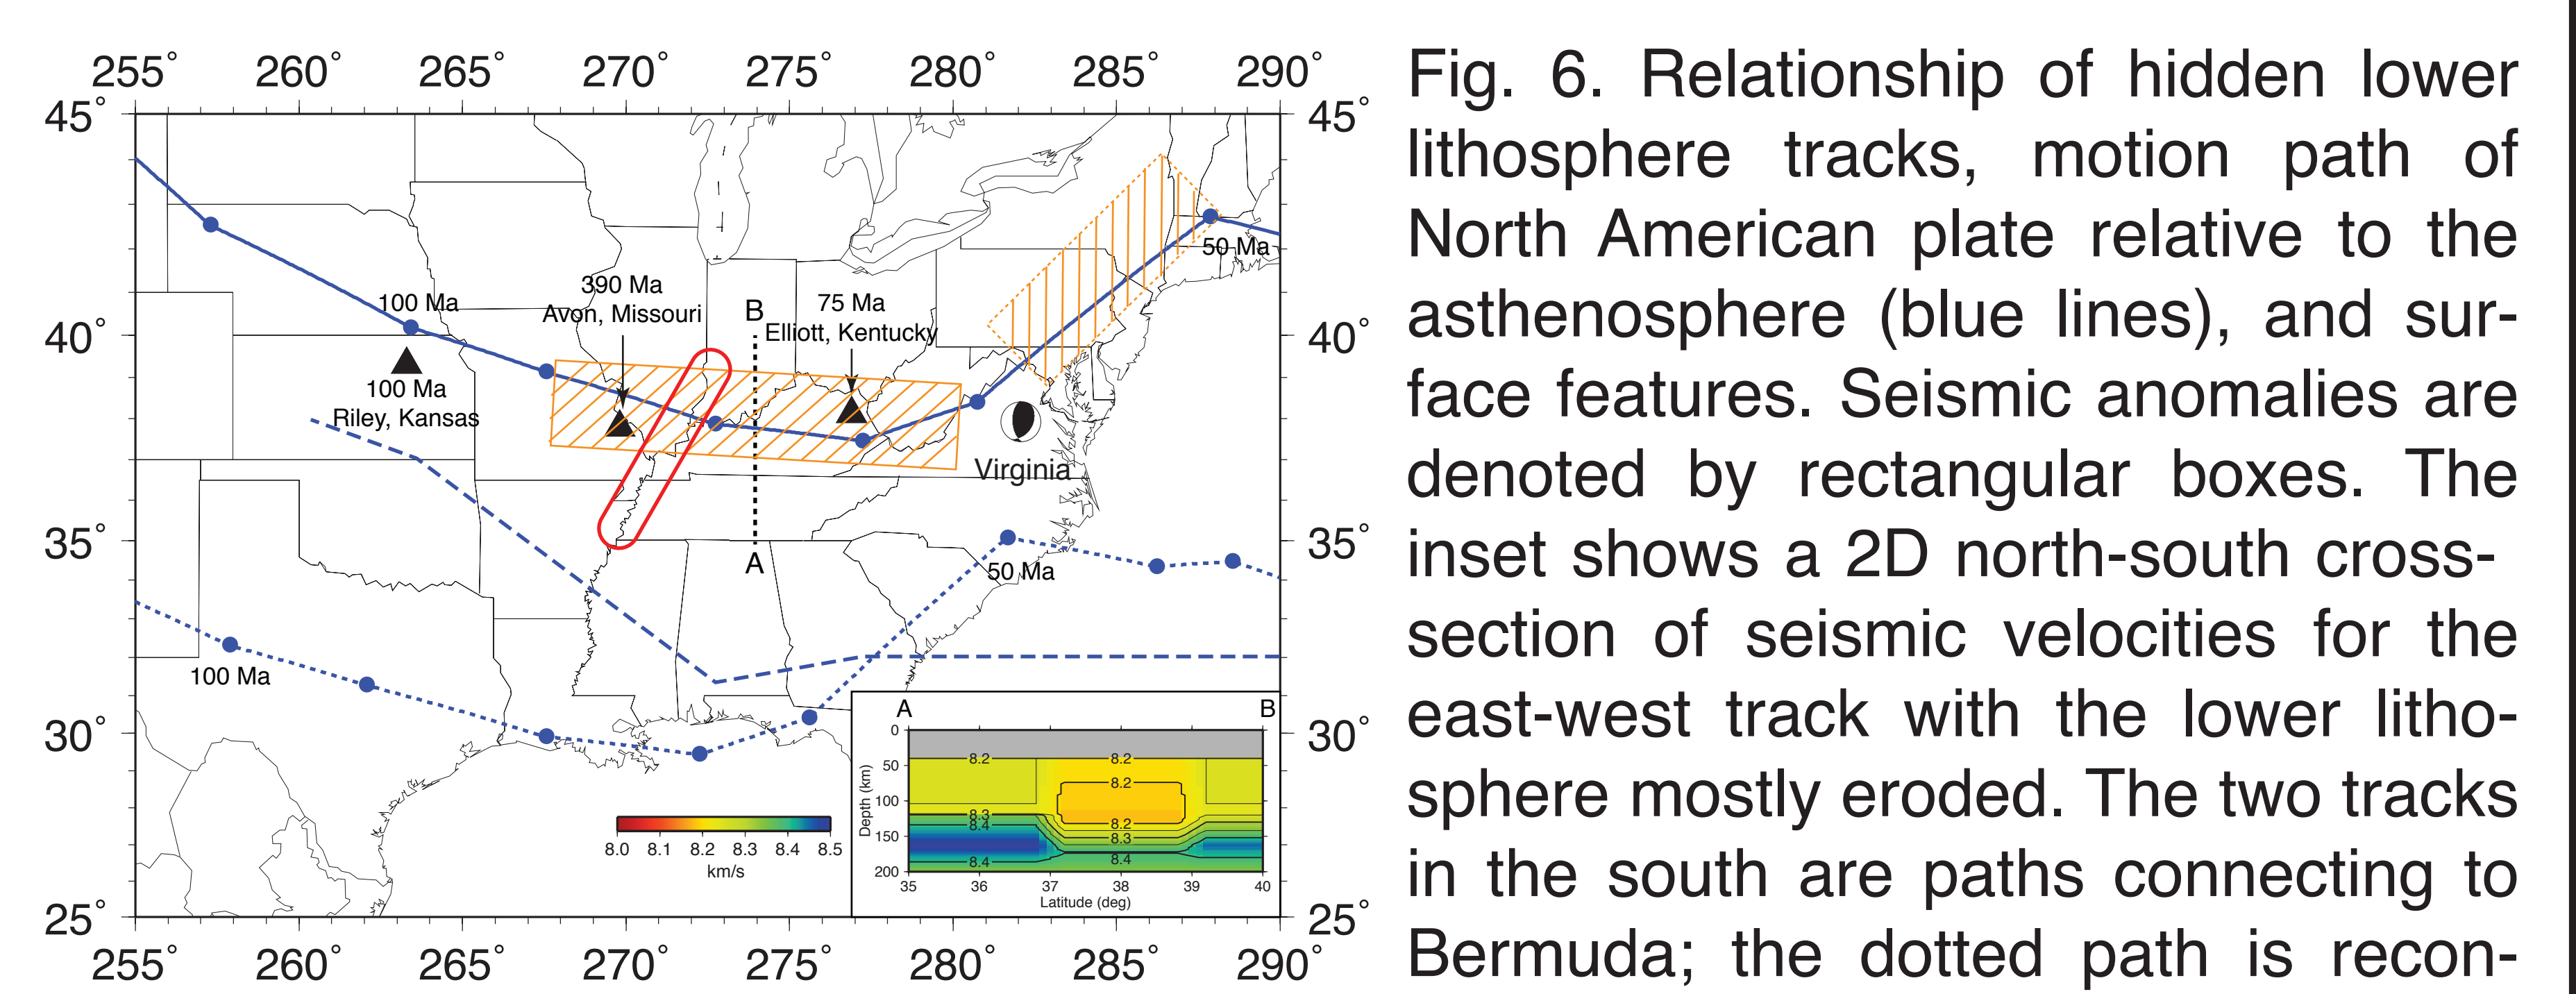 255° 260° 265° 270° 275° 280° 285° 290°
45° 45°
50 Ma
390 Ma
Avon, Missouri
100 Ma
75 Ma
Elliott, Kentucky
B
40° 40°
100 Ma
Riley, Kansas
Virginia
35° 35°
A
50 Ma
100 Ma
30° 30°
A B
0
50
100
150
200
Depth (km)
8.2 8.2
8.2
8.3 8.2
8.4 8.3
8.4 8.4
35 36 37 38 39 40
Latitude (deg)
8.0 8.1 8.2 8.3 8.4 8.5
km/s
25° 25°
255° 260° 265° 270° 275° 280° 285° 290°
Fig. 6. Relationship of hidden lower
lithosphere tracks, motion path of
North American plate relative to the
asthenosphere (blue lines), and sur-
face features. Seismic anomalies are
denoted by rectangular boxes. The
inset shows a 2D north-south cross-
section of seismic velocities for the
east-west track with the lower litho-
sphere mostly eroded. The two tracks
in the south are paths connecting to
Bermuda; the dotted path is recon-